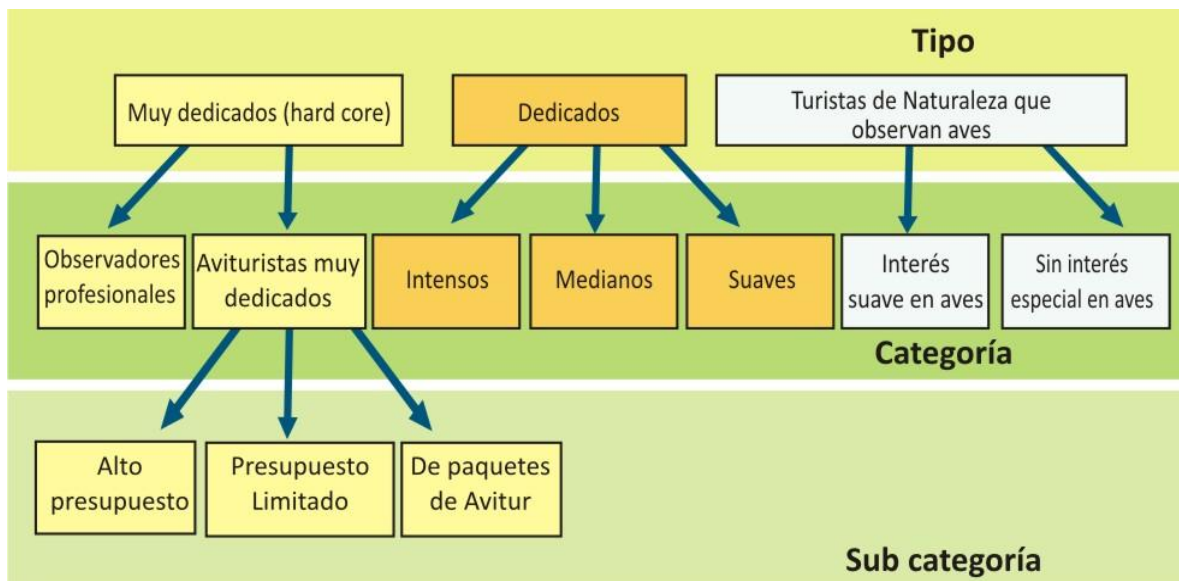 Tipo
Muy dedicados (hard core)
Dedicados
Turistas de Naturaleza que
observan aves
Observadores
profesionales
Avituristas muy
dedicados
Intensos
Medianos
Suaves
Interés
suave en aves
Sin interés
especial en aves
Categoría
Alto
presupuesto
Presupuesto
Limitado
De paquetes
de Avitur
Sub categoría